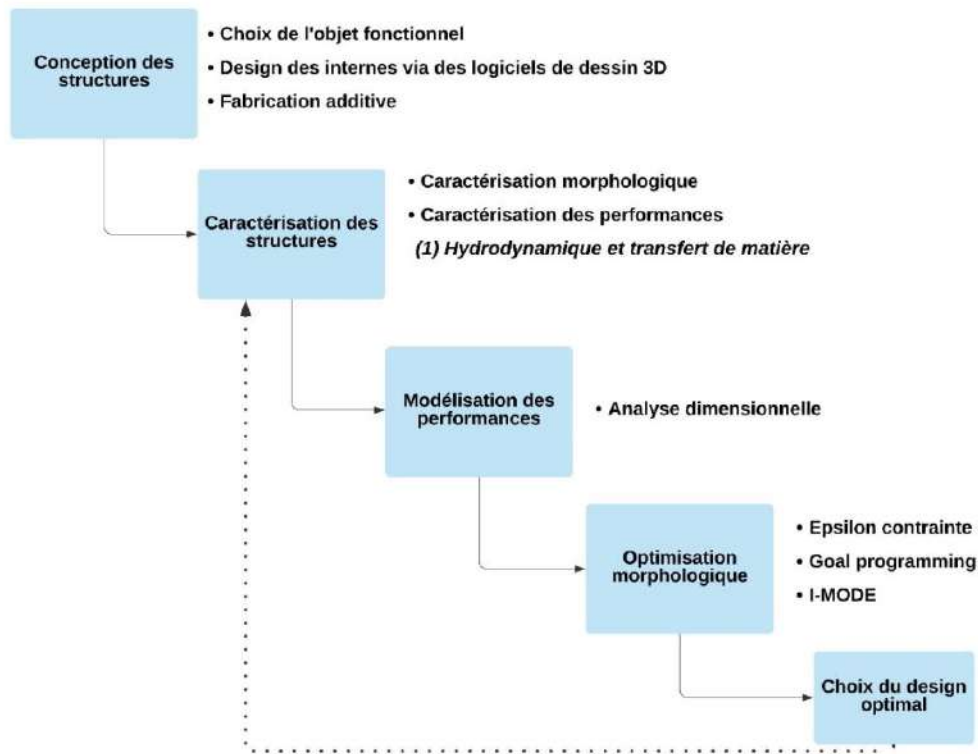 Conception des
structures
• Choix de l'objet fonctionnel
• Design des internes via des logiciels de dessin 3D
• Fabrication additive
Caractérisation des
structures
• Caractérisation morphologique
• Caractérisation des performances
(1) Hydrodynamique et transfert de matière
Modélisation des
performances
• Analyse dimensionnelle
Optimisation
morphologique
• Epsilon contrainte
• Goal programming
• I-MODE
Choix du design
optimal